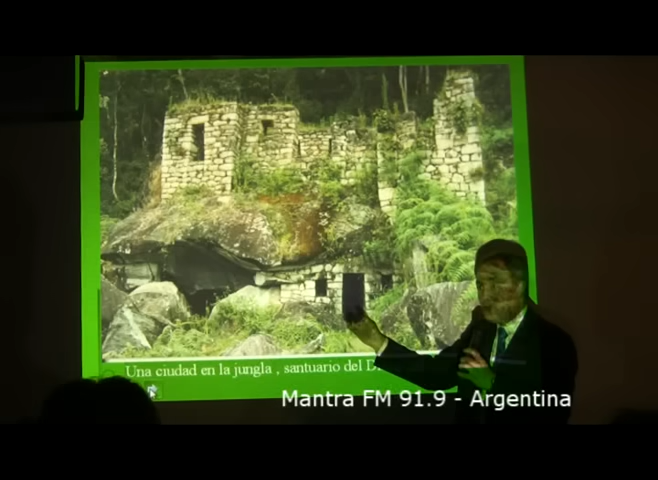 Una ciudad en la jungla , santuario del
Mantra FM 91.9 - Argentina